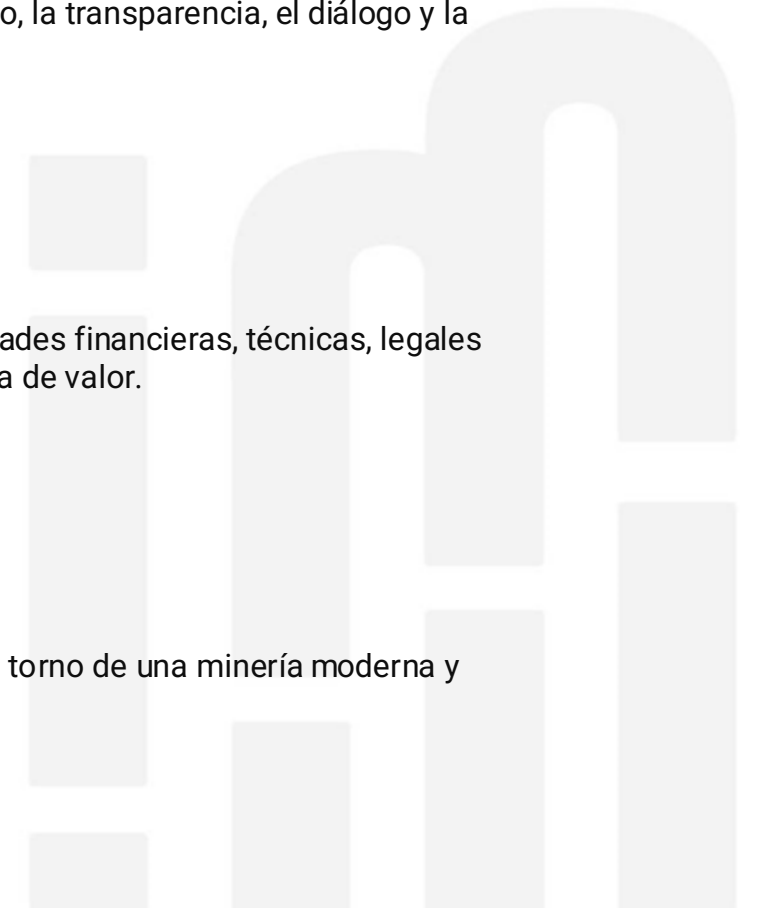 o, la transparencia, el diálogo y la
ades financieras, técnicas, legales
a de valor.
torno de una minería moderna y